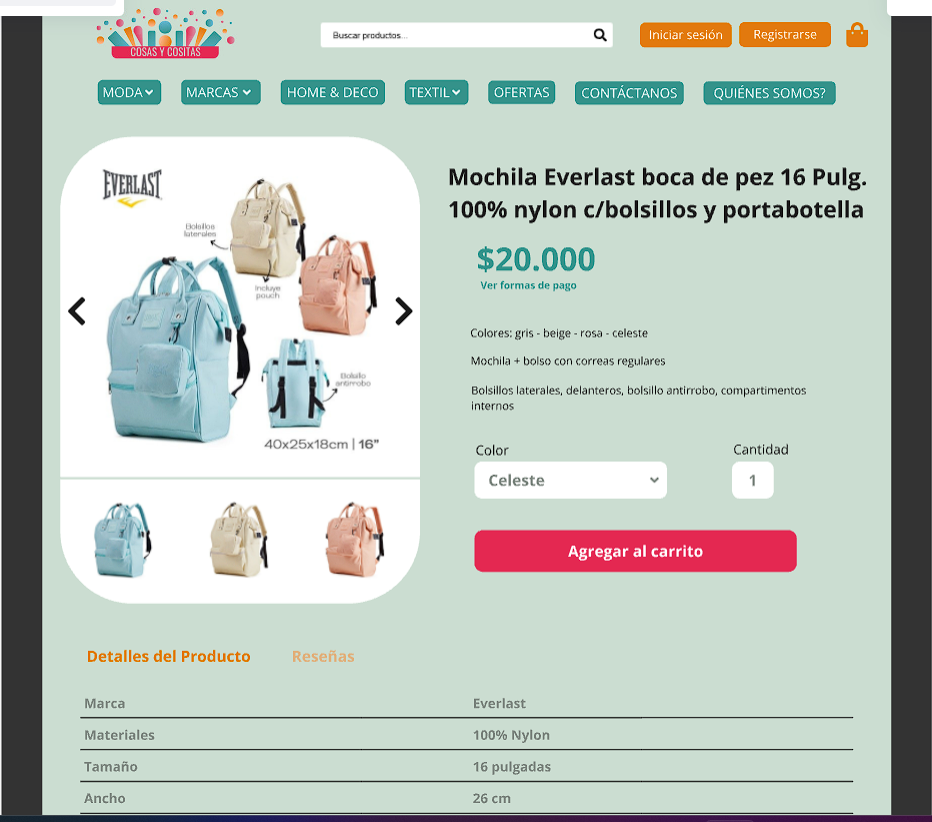 COSAS Y COSITAS
Buscar productos...
Iniciar sesión
Registrarse
MODA
MARCAS
HOME & DECO
TEXTIL
OFERTAS
CONTÁCTANOS
QUIÉNES SOMOS?
EVERLAST
Bolsillos
laterales
Incluye
pouch
Bolsillo
antirrobo
40x25x18cm | 16"
Mochila Everlast boca de pez 16 Pulg.
100% nylon c/bolsillos y portabotella
$20.000
Ver formas de pago
Colores: gris - beige - rosa - celeste
Mochila + bolso con correas regulares
Bolsillos laterales, delanteros, bolsillo antirrobo, compartimentos
internos
Color
Cantidad
Celeste
1
Agregar al carrito
Detalles del Producto
Reseñas
Marca Everlast
Materiales 100% Nylon
Tamaño 16 pulgadas
Ancho 26 cm